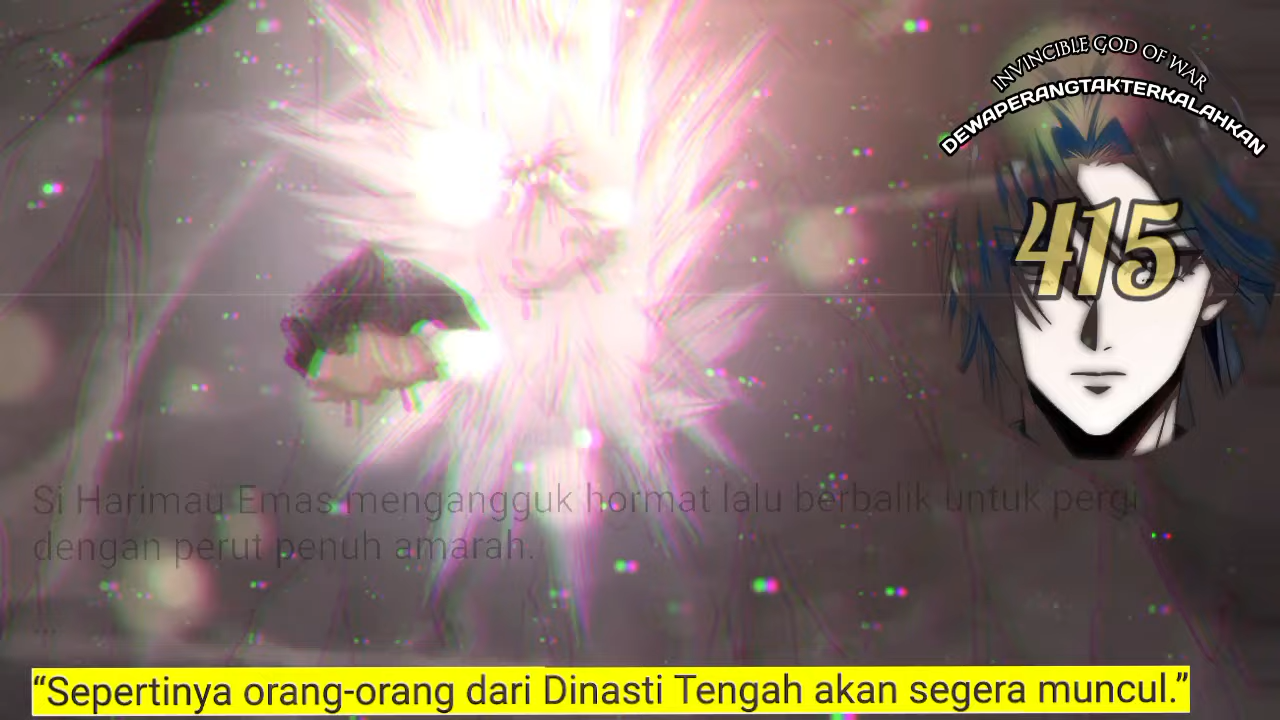 INVINCIBLE GOD OF WAR
DEWAPERANGTAKTERKALAHKAN
415
Si Harimau Emas mengangguk hormat lalu berbalik untuk pergi
dengan perut penuh amarah.
...
“Sepertinya orang-orang dari Dinasti Tengah akan segera muncul.”